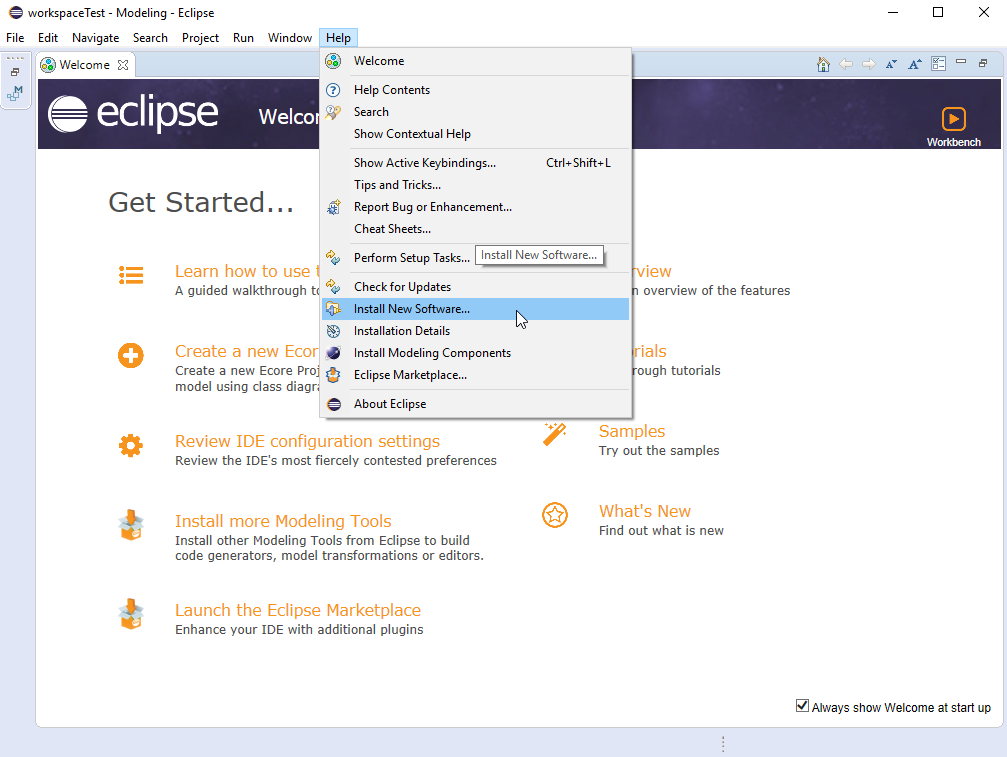 workspaceTest - Modeling - Eclipse
File Edit Navigate Search Project Run Window Help
Welcome
eclipse Welcor
Workbench
Welcome
Help Contents
Search
Show Contextual Help
Show Active Keybindings... Ctrl+Shift+L
Tips and Tricks...
Report Bug or Enhancement...
Cheat Sheets...
Perform Setup Tasks...
Install New Software...
Check for Updates
Install New Software...
Installation Details
Install Modeling Components
Eclipse Marketplace...
About Eclipse
Get Started...
Learn how to use t
A guided walkthrough to
Create a new Ecor
Create a new Ecore Proj
model using class diagra
Review IDE configuration settings
Review the IDE's most fiercely contested preferences
Install more Modeling Tools
Install other Modeling Tools from Eclipse to build
code generators, model transformations or editors.
Launch the Eclipse Marketplace
Enhance your IDE with additional plugins
rview
n overview of the features
rials
rough tutorials
Samples
Try out the samples
What's New
Find out what is new
Always show Welcome at start up